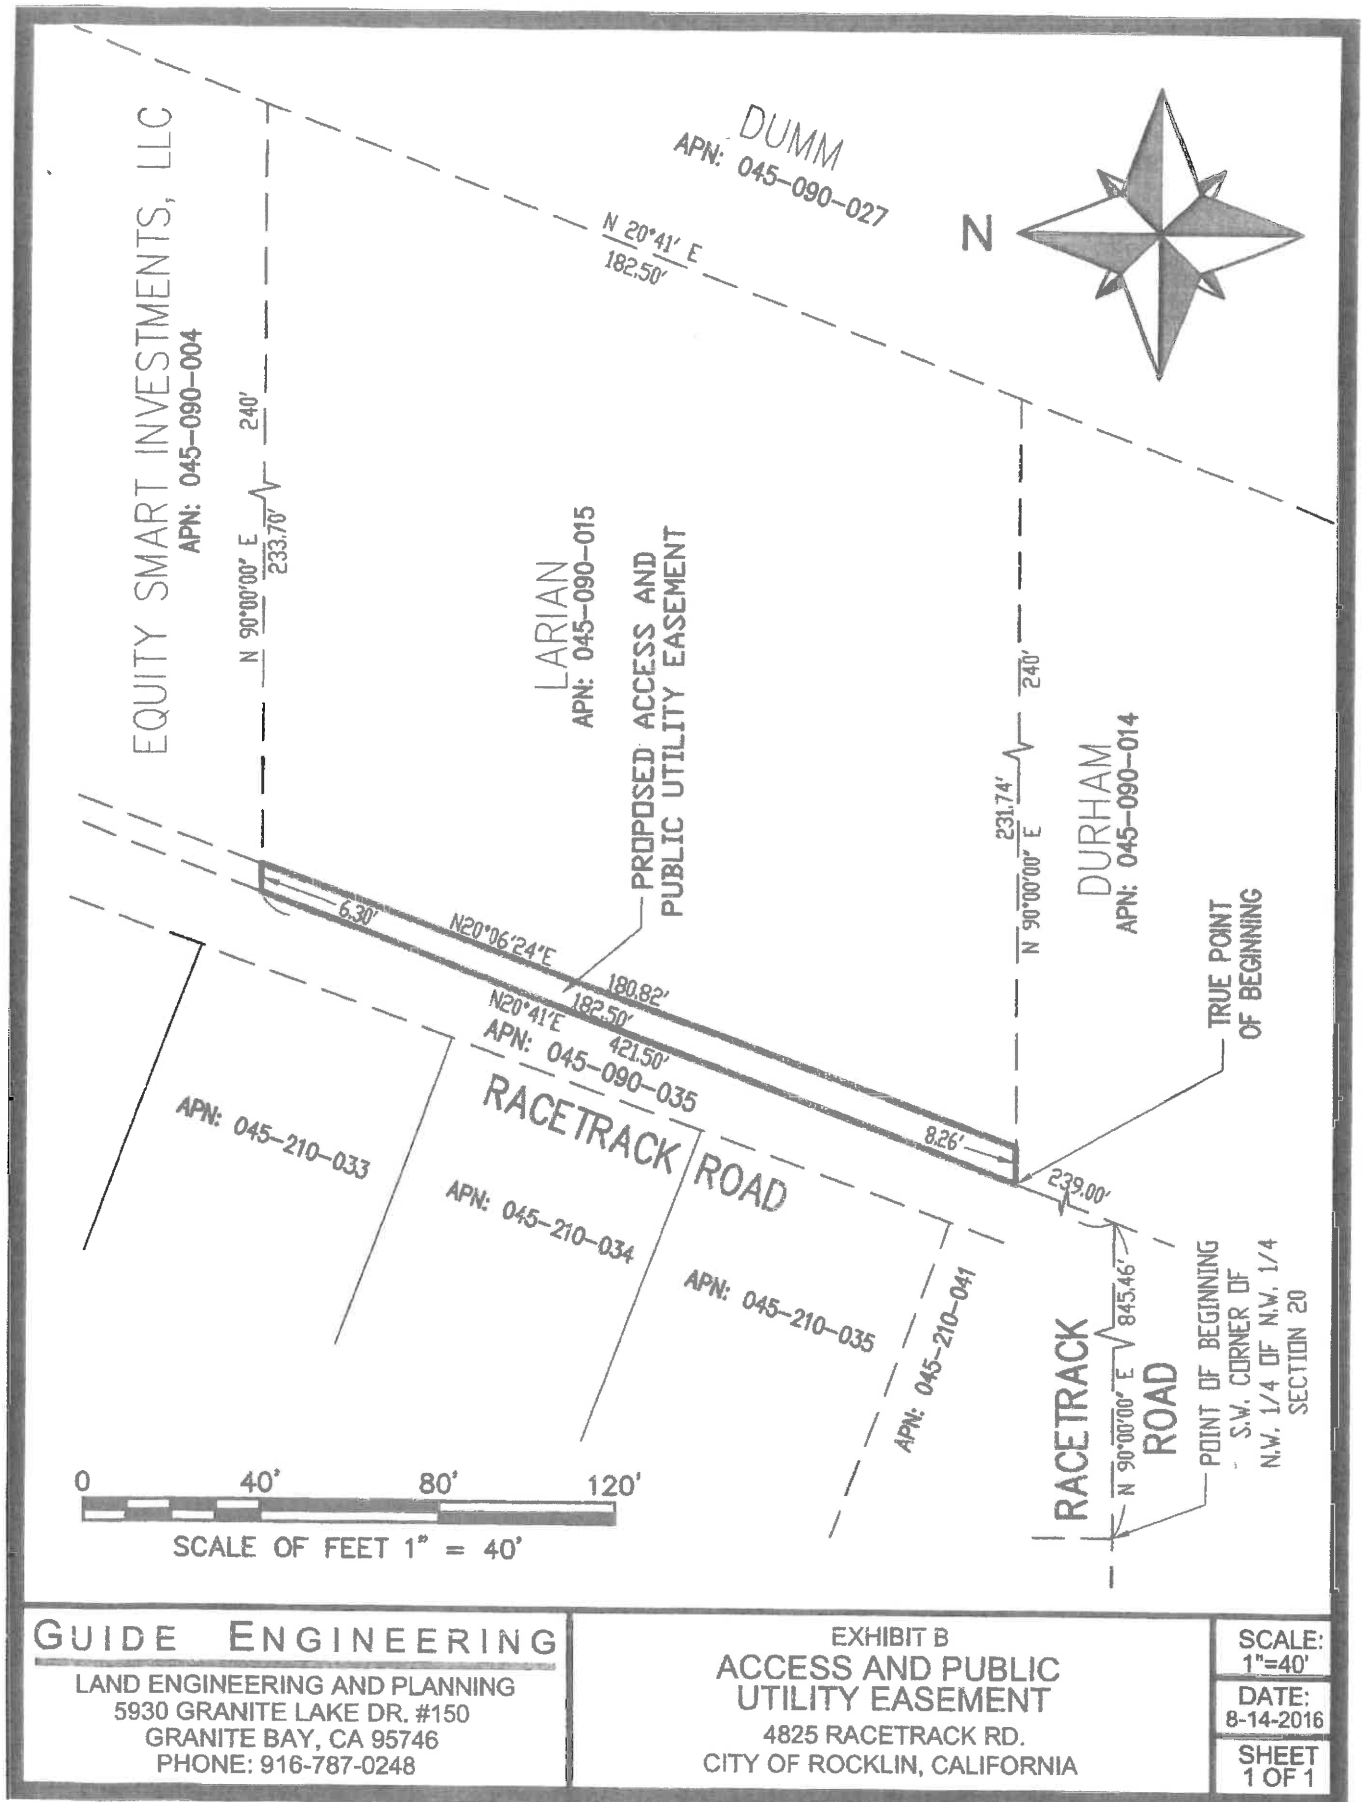 DUMM
APN: 045-090-027
N
N 20°41' E
182.50'
EQUITY SMART INVESTMENTS, LLC
APN: 045-090-004
240'
N 90°00'00" E
233.70'
LARIAN
APN: 045-090-015
PROPOSED ACCESS AND
PUBLIC UTILITY EASEMENT
240'
231.74'
N 90°00'00" E
DURHAM
APN: 045-090-014
TRUE POINT
OF BEGINNING
6.30'
N20°06'24"E
180.82'
N20°41'E
182.50'
421.50'
APN: 045-090-035
RACETRACK ROAD
8.26'
239.00'
APN: 045-210-033
APN: 045-210-034
APN: 045-210-035
APN: 045-210-041
RACETRACK
ROAD
N 90°00'00" E
845.46'
POINT OF BEGINNING
S.W. CORNER OF
N.W. 1/4 OF N.W. 1/4
SECTION 20
0 40' 80' 120'
SCALE OF FEET 1" = 40'
GUIDE ENGINEERING
LAND ENGINEERING AND PLANNING
5930 GRANITE LAKE DR. #150
GRANITE BAY, CA 95746
PHONE: 916-787-0248
EXHIBIT B
ACCESS AND PUBLIC
UTILITY EASEMENT
4825 RACETRACK RD.
CITY OF ROCKLIN, CALIFORNIA
SCALE:
1"=40'
DATE:
8-14-2016
SHEET
1 OF 1